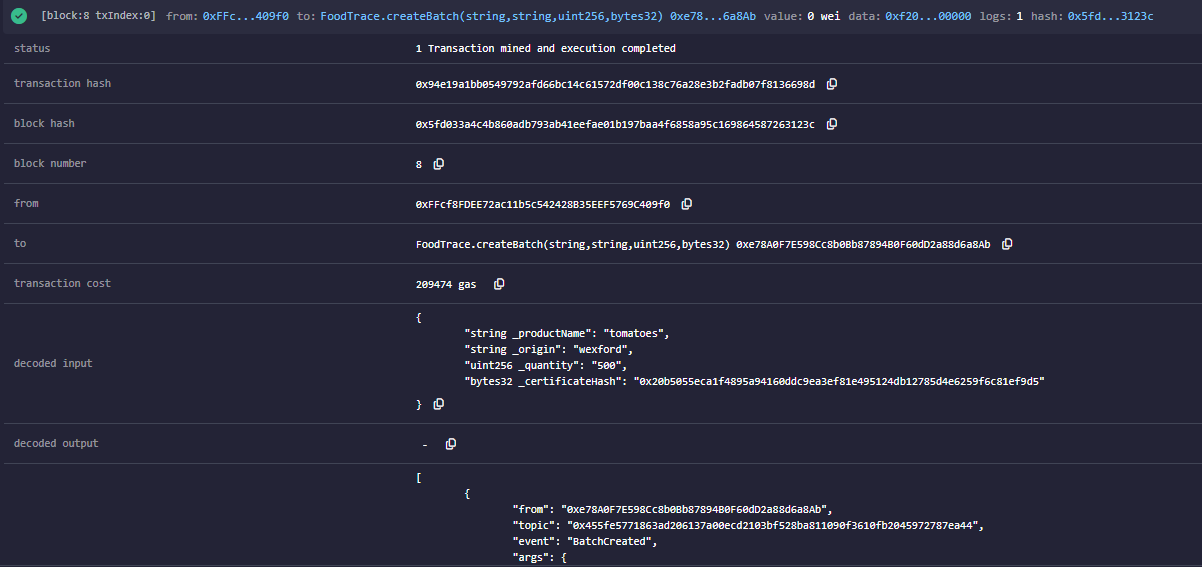 [block:8 txIndex:0] from: 0xFFc...409f0 to: FoodTrace.createBatch(string,string,uint256,bytes32) 0xe78...6a8Ab value: 0 wei data: 0xf20...00000 logs: 1 hash: 0x5fd...3123c
status 1 Transaction mined and execution completed
transaction hash 0x94e19a1bb0549792afd66bc14c61572df00c138c76a28e3b2fadb07f8136698d
block hash 0x5fd033a4c4b860adb793ab41eefae01b197baa4f6858a95c169864587263123c
block number 8
from 0xFFcf8FDEE72ac11b5c542428B35EEF5769C409f0
to FoodTrace.createBatch(string,string,uint256,bytes32) 0xe78A0F7E598Cc8b0Bb87894B0F60dD2a88d6a8Ab
transaction cost 209474 gas
decoded input {
"string _productName": "tomatoes",
"string _origin": "wexford",
"uint256 _quantity": "500",
"bytes32 _certificateHash": "0x20b5055eca1f4895a94160ddc9ea3ef81e495124db12785d4e6259f6c81ef9d5"
}
decoded output -
[
{
"from": "0xe78A0F7E598Cc8b0Bb87894B0F60dD2a88d6a8Ab",
"topic": "0x455fe5771863ad206137a00ecd2103bf528ba811090f3610fb2045972787ea44",
"event": "BatchCreated",
"args": {